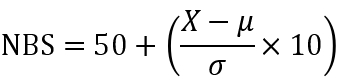 NBS = 50 + ( (X − μ) / σ × 10 )